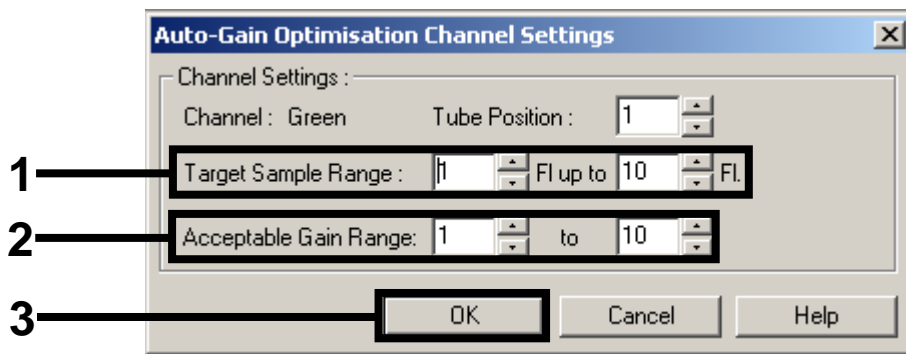 Auto-Gain Optimisation Channel Settings
Channel Settings :
Channel : Green Tube Position : 1
1 Target Sample Range : 1 Fl up to 10 Fl.
2 Acceptable Gain Range: 1 to 10
3 OK Cancel Help